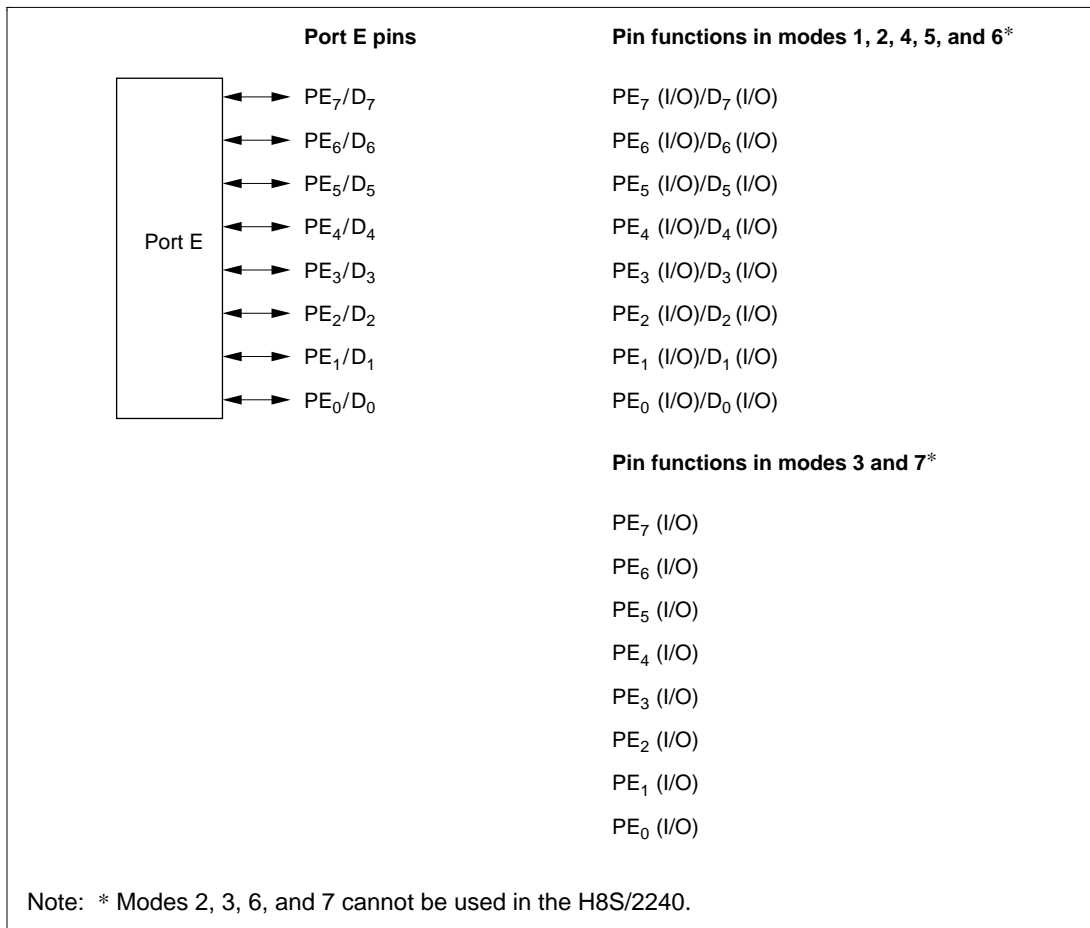 Port E pins Pin functions in modes 1, 2, 4, 5, and 6*
PE₇/D₇ PE₇ (I/O)/D₇ (I/O)
PE₆/D₆ PE₆ (I/O)/D₆ (I/O)
PE₅/D₅ PE₅ (I/O)/D₅ (I/O)
PE₄/D₄ PE₄ (I/O)/D₄ (I/O)
Port E
PE₃/D₃ PE₃ (I/O)/D₃ (I/O)
PE₂/D₂ PE₂ (I/O)/D₂ (I/O)
PE₁/D₁ PE₁ (I/O)/D₁ (I/O)
PE₀/D₀ PE₀ (I/O)/D₀ (I/O)
Pin functions in modes 3 and 7*
PE₇ (I/O)
PE₆ (I/O)
PE₅ (I/O)
PE₄ (I/O)
PE₃ (I/O)
PE₂ (I/O)
PE₁ (I/O)
PE₀ (I/O)
Note: * Modes 2, 3, 6, and 7 cannot be used in the H8S/2240.